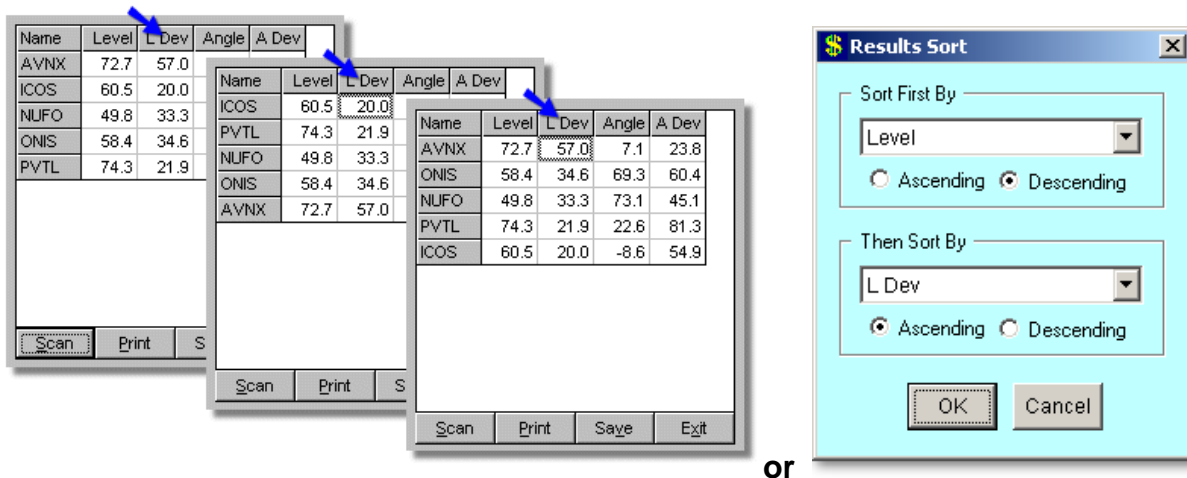 Name Level L Dev Angle A Dev
AVNX 72.7 57.0
ICOS 60.5 20.0
NUFO 49.8 33.3
ONIS 58.4 34.6
PVTL 74.3 21.9
Scan Print S
Name Level L Dev Angle A Dev
ICOS 60.5 20.0
PVTL 74.3 21.9
NUFO 49.8 33.3
ONIS 58.4 34.6
AVNX 72.7 57.0
Scan Print S
Name Level L Dev Angle A Dev
AVNX 72.7 57.0 7.1 23.8
ONIS 58.4 34.6 69.3 60.4
NUFO 49.8 33.3 73.1 45.1
PVTL 74.3 21.9 22.6 81.3
ICOS 60.5 20.0 -8.6 54.9
Scan Print Save Exit
or
$ Results Sort
Sort First By
Level
Ascending Descending
Then Sort By
L Dev
Ascending Descending
OK Cancel